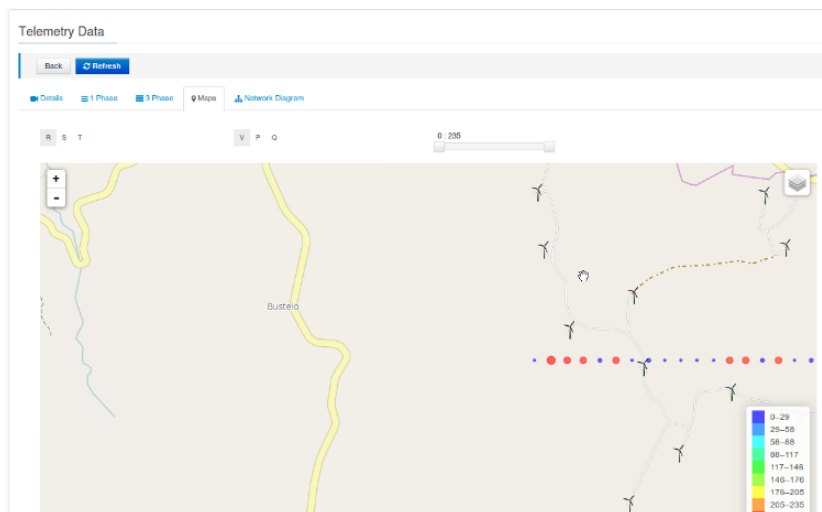 Telemetry Data
Back Refresh
Details 1 Phase 3 Phase Maps Network Diagram
R S T V P Q 0 : 235
+
-
Bustelo
0–29
29–58
58–88
88–117
117–146
146–176
176–205
205–235